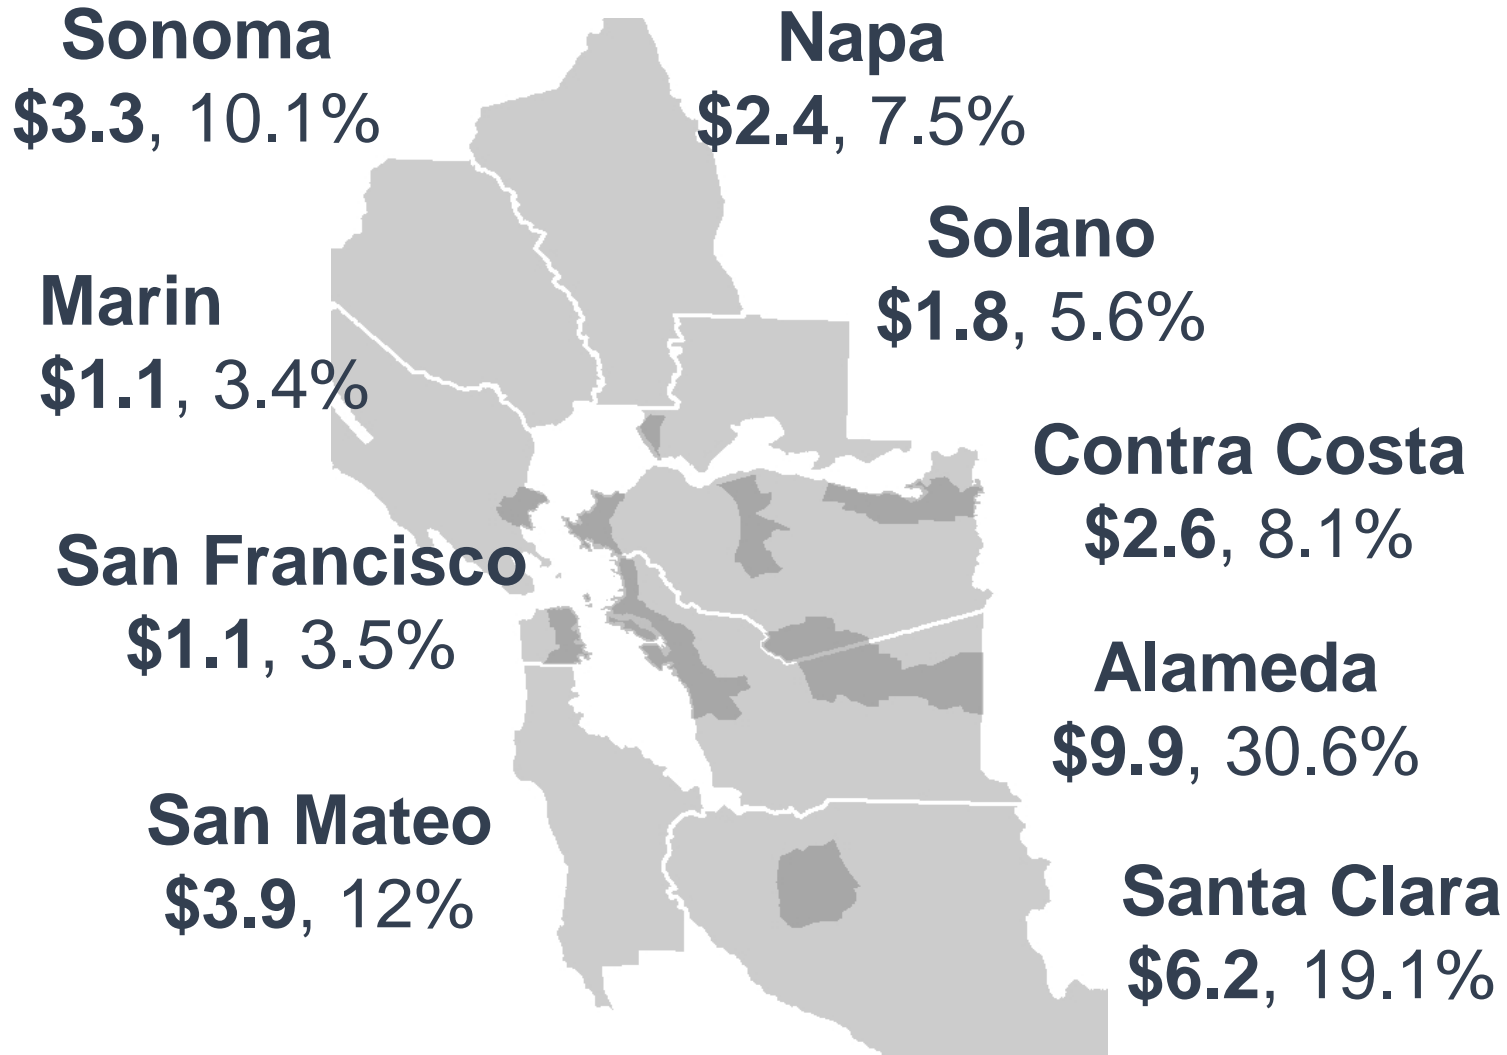 Sonoma
$3.3, 10.1%
Napa
$2.4, 7.5%
Solano
$1.8, 5.6%
Marin
$1.1, 3.4%
Contra Costa
$2.6, 8.1%
San Francisco
$1.1, 3.5%
Alameda
$9.9, 30.6%
San Mateo
$3.9, 12%
Santa Clara
$6.2, 19.1%